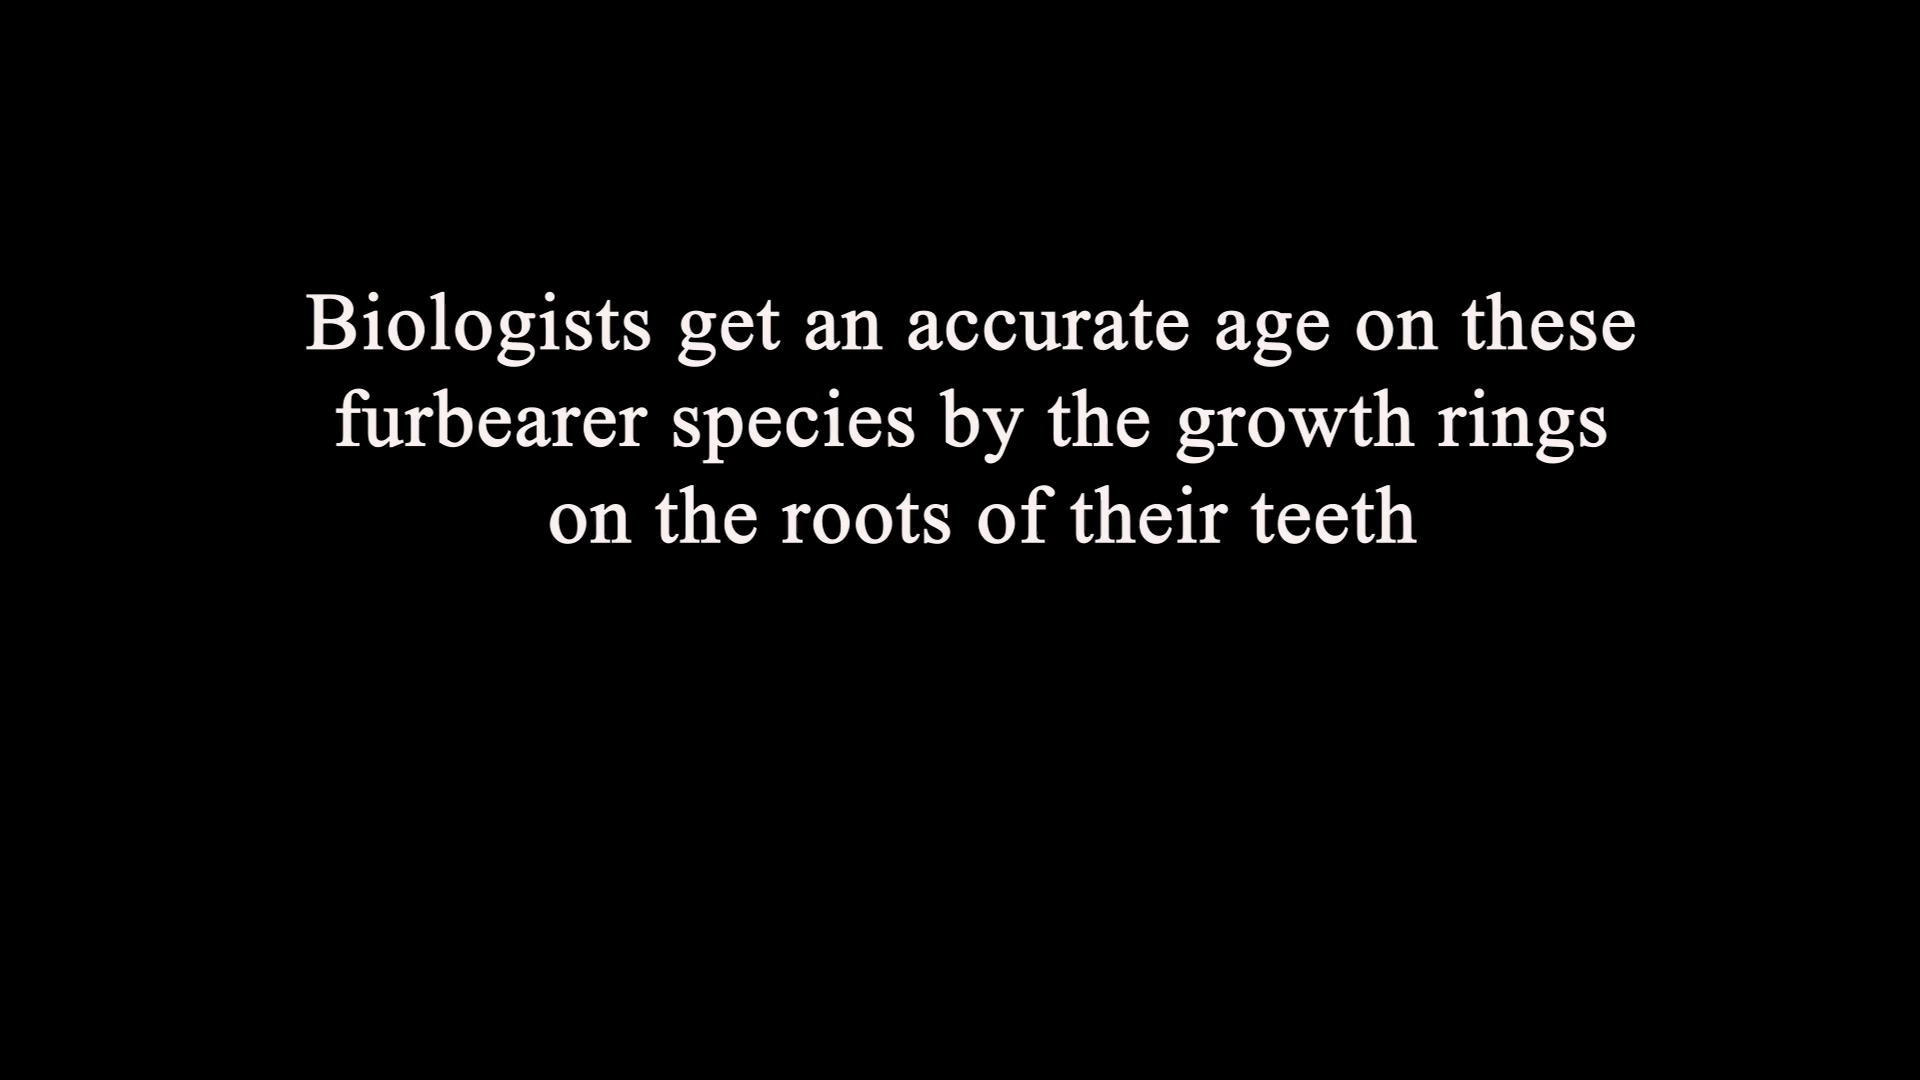 Biologists get an accurate age on these
furbearer species by the growth rings
on the roots of their teeth